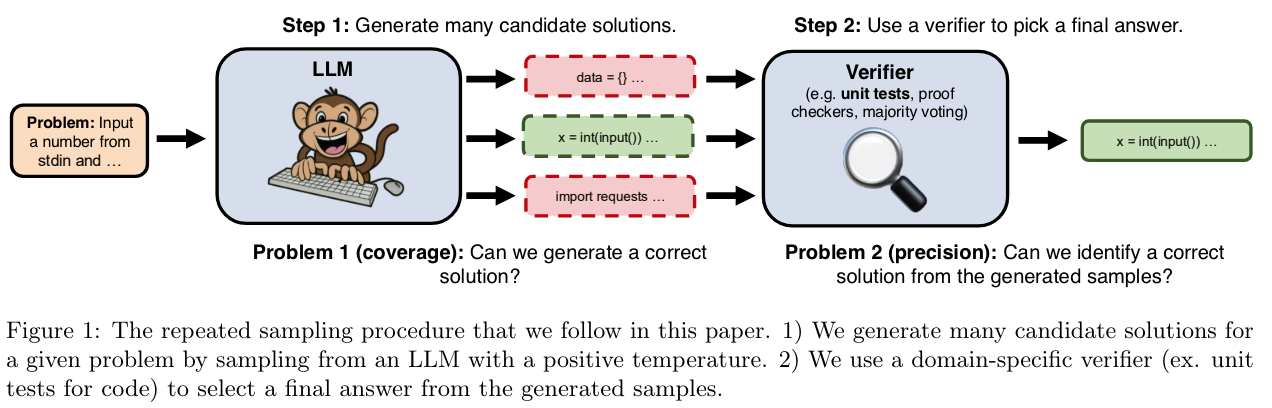 Step 1: Generate many candidate solutions.
Step 2: Use a verifier to pick a final answer.
Problem: Input
a number from
stdin and …
LLM
data = {} …
x = int(input()) …
import requests …
Verifier
(e.g. unit tests, proof
checkers, majority voting)
x = int(input()) …
Problem 1 (coverage): Can we generate a correct
solution?
Problem 2 (precision): Can we identify a correct
solution from the generated samples?
Figure 1: The repeated sampling procedure that we follow in this paper. 1) We generate many candidate solutions for
a given problem by sampling from an LLM with a positive temperature. 2) We use a domain-specific verifier (ex. unit
tests for code) to select a final answer from the generated samples.